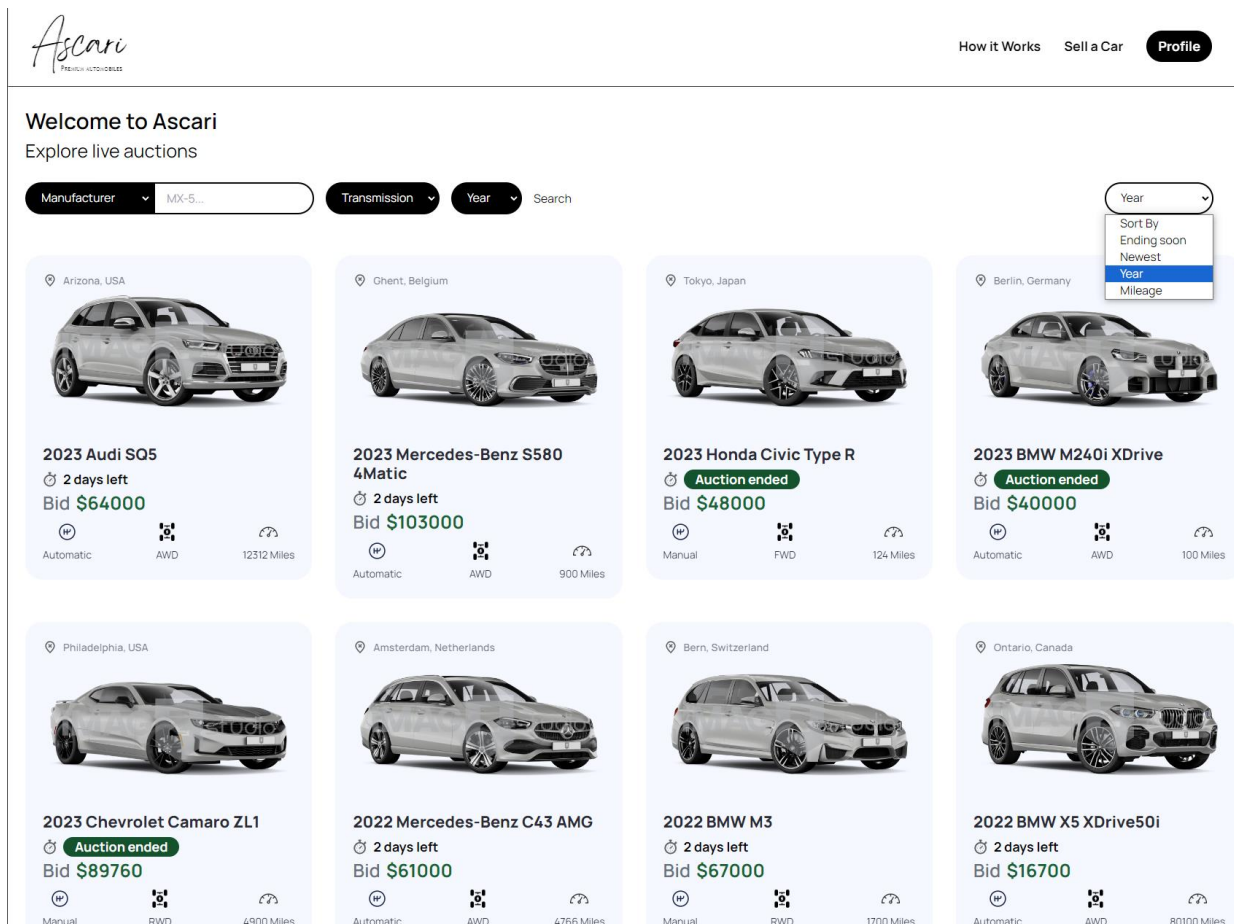 Ascari
PREMIUM AUTOMOBILES
How it Works
Sell a Car
Profile
Welcome to Ascari
Explore live auctions
Manufacturer
MX-5...
Transmission
Year
Search
Year
Sort By
Ending soon
Newest
Year
Mileage
Arizona, USA
2023 Audi SQ5
2 days left
Bid $64000
Automatic
AWD
12312 Miles
Ghent, Belgium
2023 Mercedes-Benz S580
4Matic
2 days left
Bid $103000
Automatic
AWD
900 Miles
Tokyo, Japan
2023 Honda Civic Type R
Auction ended
Bid $48000
Manual
FWD
124 Miles
Berlin, Germany
2023 BMW M240i XDrive
Auction ended
Bid $40000
Automatic
AWD
100 Miles
Philadelphia, USA
2023 Chevrolet Camaro ZL1
Auction ended
Bid $89760
Manual
RWD
4900 Miles
Amsterdam, Netherlands
2022 Mercedes-Benz C43 AMG
2 days left
Bid $61000
Automatic
AWD
4766 Miles
Bern, Switzerland
2022 BMW M3
2 days left
Bid $67000
Manual
RWD
1700 Miles
Ontario, Canada
2022 BMW X5 XDrive50i
2 days left
Bid $16700
Automatic
AWD
80100 Miles